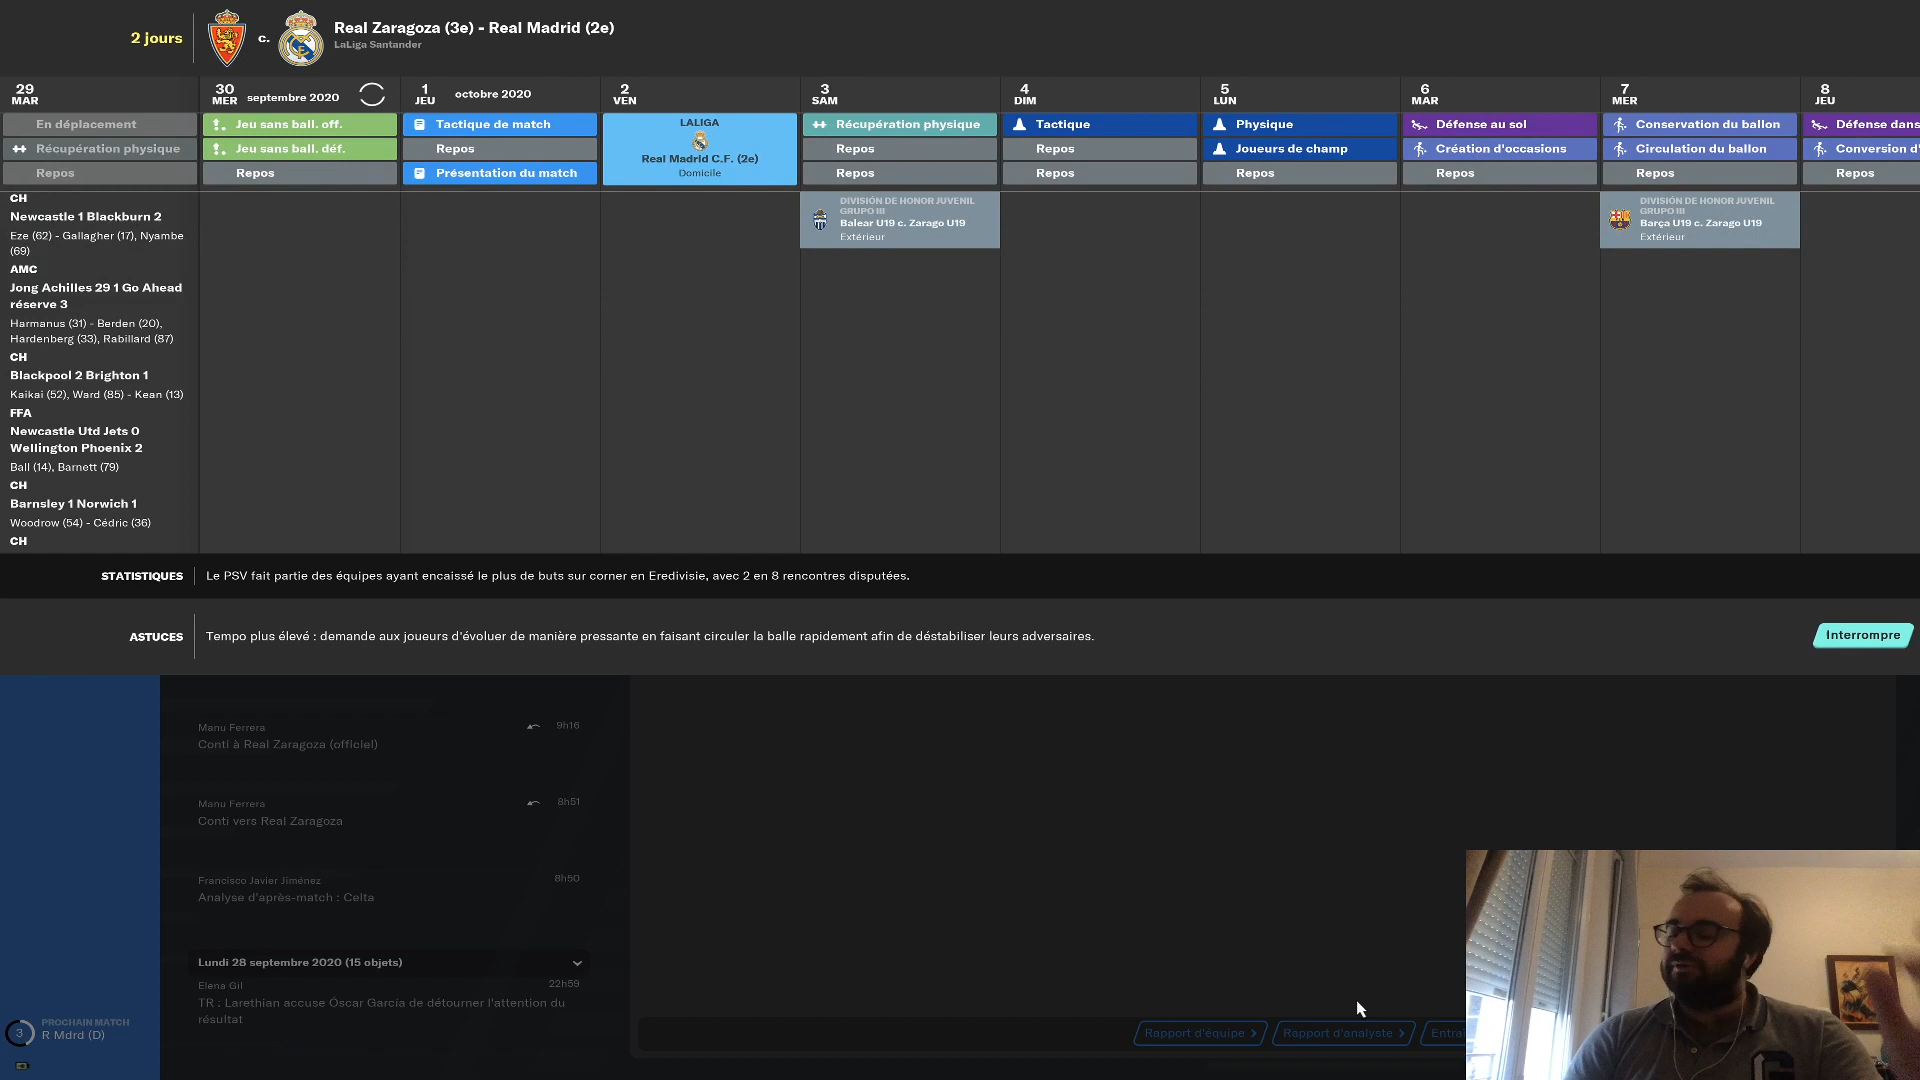 2 jours
c.
Real Zaragoza (3e) - Real Madrid (2e)
LaLiga Santander
29
MAR
30
MER septembre 2020
1
JEU octobre 2020
2
VEN
3
SAM
4
DIM
5
LUN
6
MAR
7
MER
8
JEU
En déplacement
Récupération physique
Repos
Jeu sans ball. off.
Jeu sans ball. déf.
Repos
Tactique de match
Repos
Présentation du match
LALIGA
Real Madrid C.F. (2e)
Domicile
Récupération physique
Repos
Repos
Tactique
Repos
Repos
Physique
Joueurs de champ
Repos
Défense au sol
Création d'occasions
Repos
Conservation du ballon
Circulation du ballon
Repos
Défense dans
Conversion d'
Repos
CH
Newcastle 1 Blackburn 2
Eze (62) - Gallagher (17), Nyambe
(69)
AMC
Jong Achilles 29 1 Go Ahead
réserve 3
Harmanus (31) - Berden (20),
Hardenberg (33), Rabillard (87)
CH
Blackpool 2 Brighton 1
Kaikai (52), Ward (85) - Kean (13)
FFA
Newcastle Utd Jets 0
Wellington Phoenix 2
Ball (14), Barnett (79)
CH
Barnsley 1 Norwich 1
Woodrow (54) - Cédric (36)
CH
DIVISIÓN DE HONOR JUVENIL
GRUPO III
Balear U19 c. Zarago U19
Extérieur
DIVISIÓN DE HONOR JUVENIL
GRUPO III
Barça U19 c. Zarago U19
Extérieur
STATISTIQUES
Le PSV fait partie des équipes ayant encaissé le plus de buts sur corner en Eredivisie, avec 2 en 8 rencontres disputées.
ASTUCES
Tempo plus élevé : demande aux joueurs d'évoluer de manière pressante en faisant circuler la balle rapidement afin de déstabiliser leurs adversaires.
Interrompre
Manu Ferrera 9h16
Conti à Real Zaragoza (officiel)
Manu Ferrera 8h51
Conti vers Real Zaragoza
Francisco Javier Jiménez 8h50
Analyse d'après-match : Celta
Lundi 28 septembre 2020 (15 objets)
Elena Gil 22h59
TR : Larethian accuse Óscar García de détourner l'attention du
résultat
3
PROCHAIN MATCH
R Mdrd (D)
Rapport d'équipe
Rapport d'analyste
Entraî